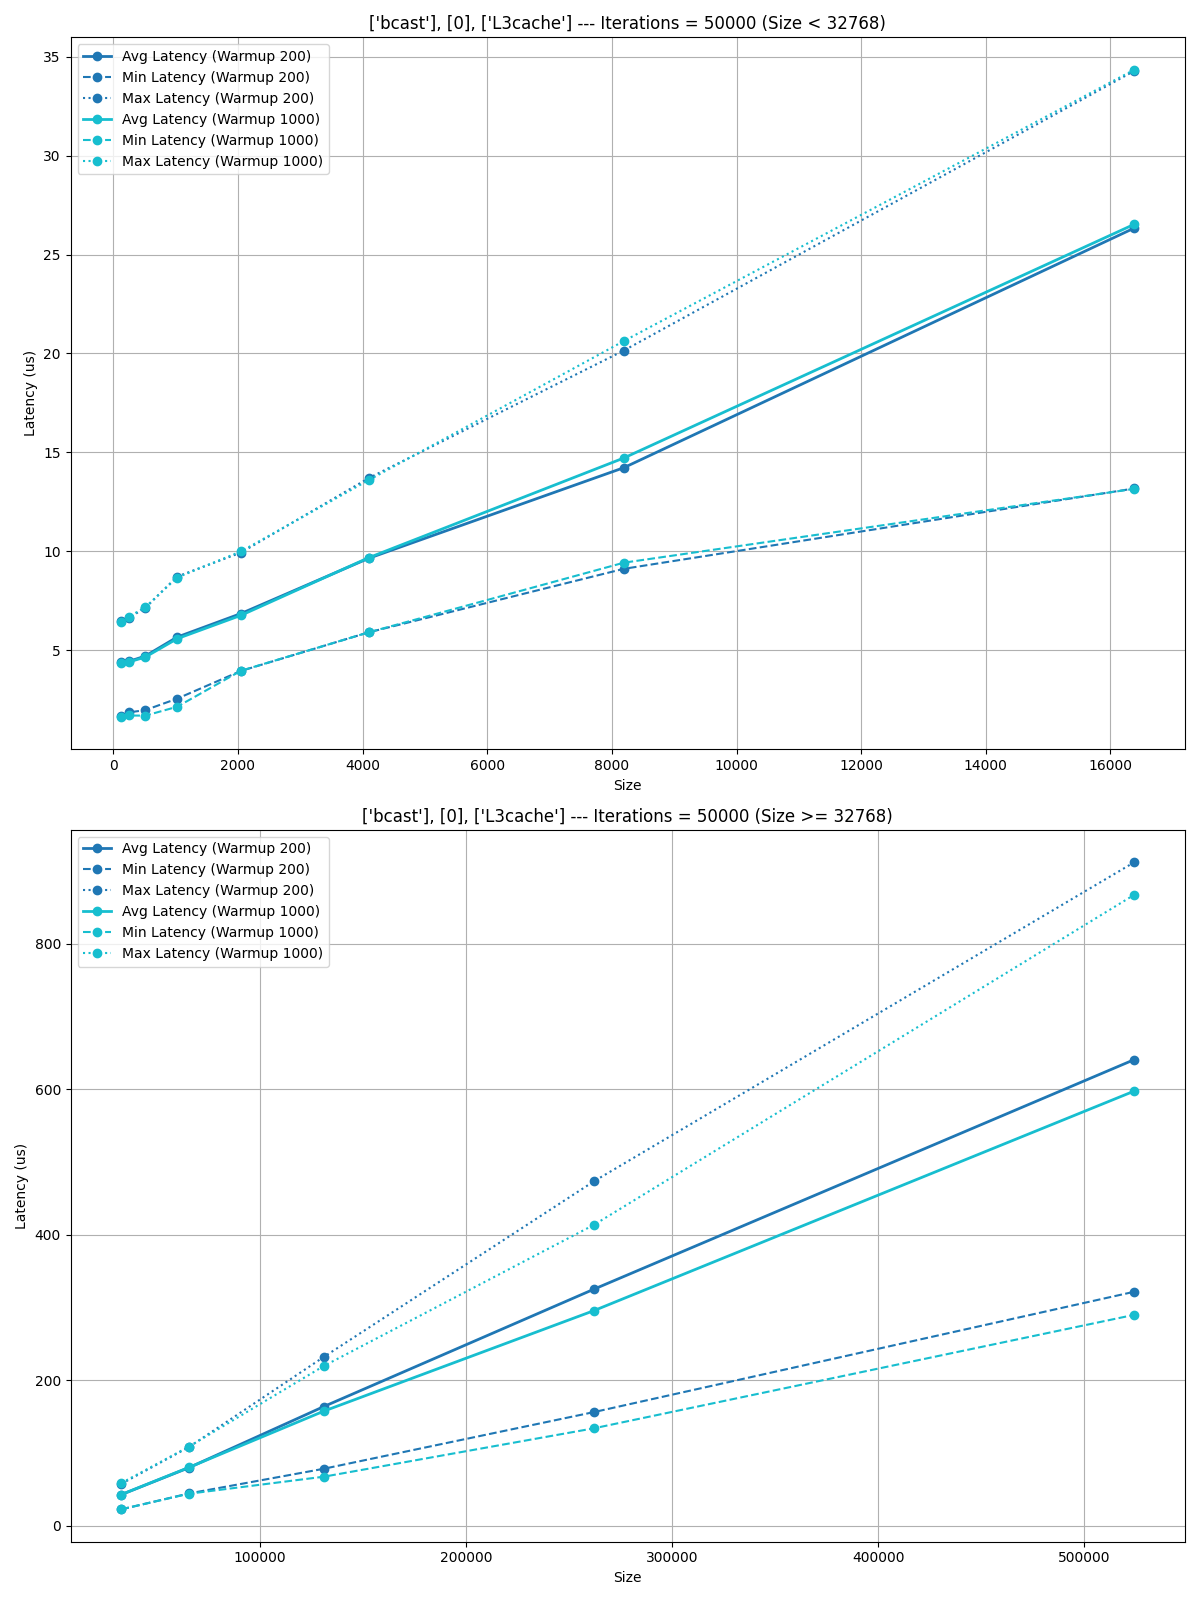 ['bcast'], [0], ['L3cache'] --- Iterations = 50000 (Size < 32768)
Avg Latency (Warmup 200)
Min Latency (Warmup 200)
Max Latency (Warmup 200)
Avg Latency (Warmup 1000)
Min Latency (Warmup 1000)
Max Latency (Warmup 1000)
35
30
25
20
15
10
5
Latency (us)
0 2000 4000 6000 8000 10000 12000 14000 16000
Size
['bcast'], [0], ['L3cache'] --- Iterations = 50000 (Size >= 32768)
Avg Latency (Warmup 200)
Min Latency (Warmup 200)
Max Latency (Warmup 200)
Avg Latency (Warmup 1000)
Min Latency (Warmup 1000)
Max Latency (Warmup 1000)
800
600
400
200
0
Latency (us)
100000 200000 300000 400000 500000
Size